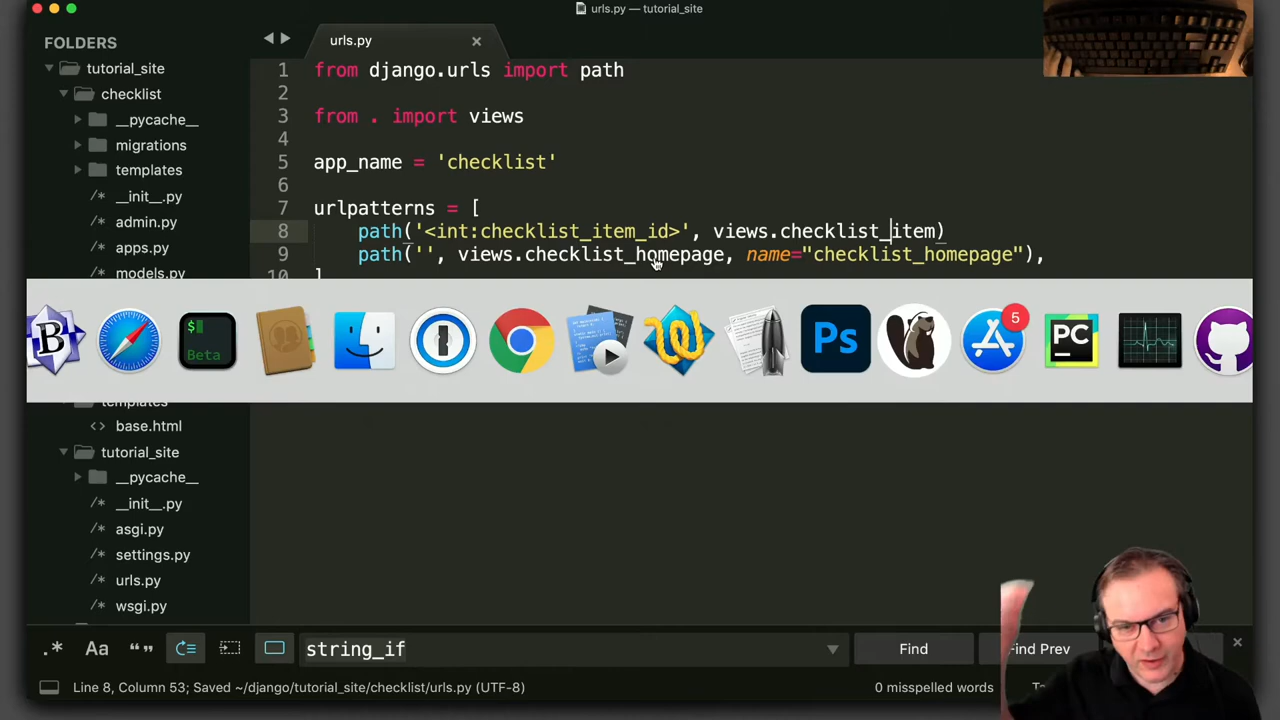 urls.py — tutorial_site
FOLDERS
tutorial_site
checklist
__pycache__
migrations
templates
__init__.py
admin.py
apps.py
models.py
templates
base.html
tutorial_site
__pycache__
__init__.py
asgi.py
settings.py
urls.py
wsgi.py
urls.py
1 from django.urls import path
2
3 from . import views
4
5 app_name = 'checklist'
6
7 urlpatterns = [
8 path('<int:checklist_item_id>', views.checklist_item)
9 path('', views.checklist_homepage, name="checklist_homepage"),
10 ]
B
$
Beta
Ps
5
PC
.* Aa “” string_if Find Find Prev
Line 8, Column 53; Saved ~/django/tutorial_site/checklist/urls.py (UTF-8) 0 misspelled words